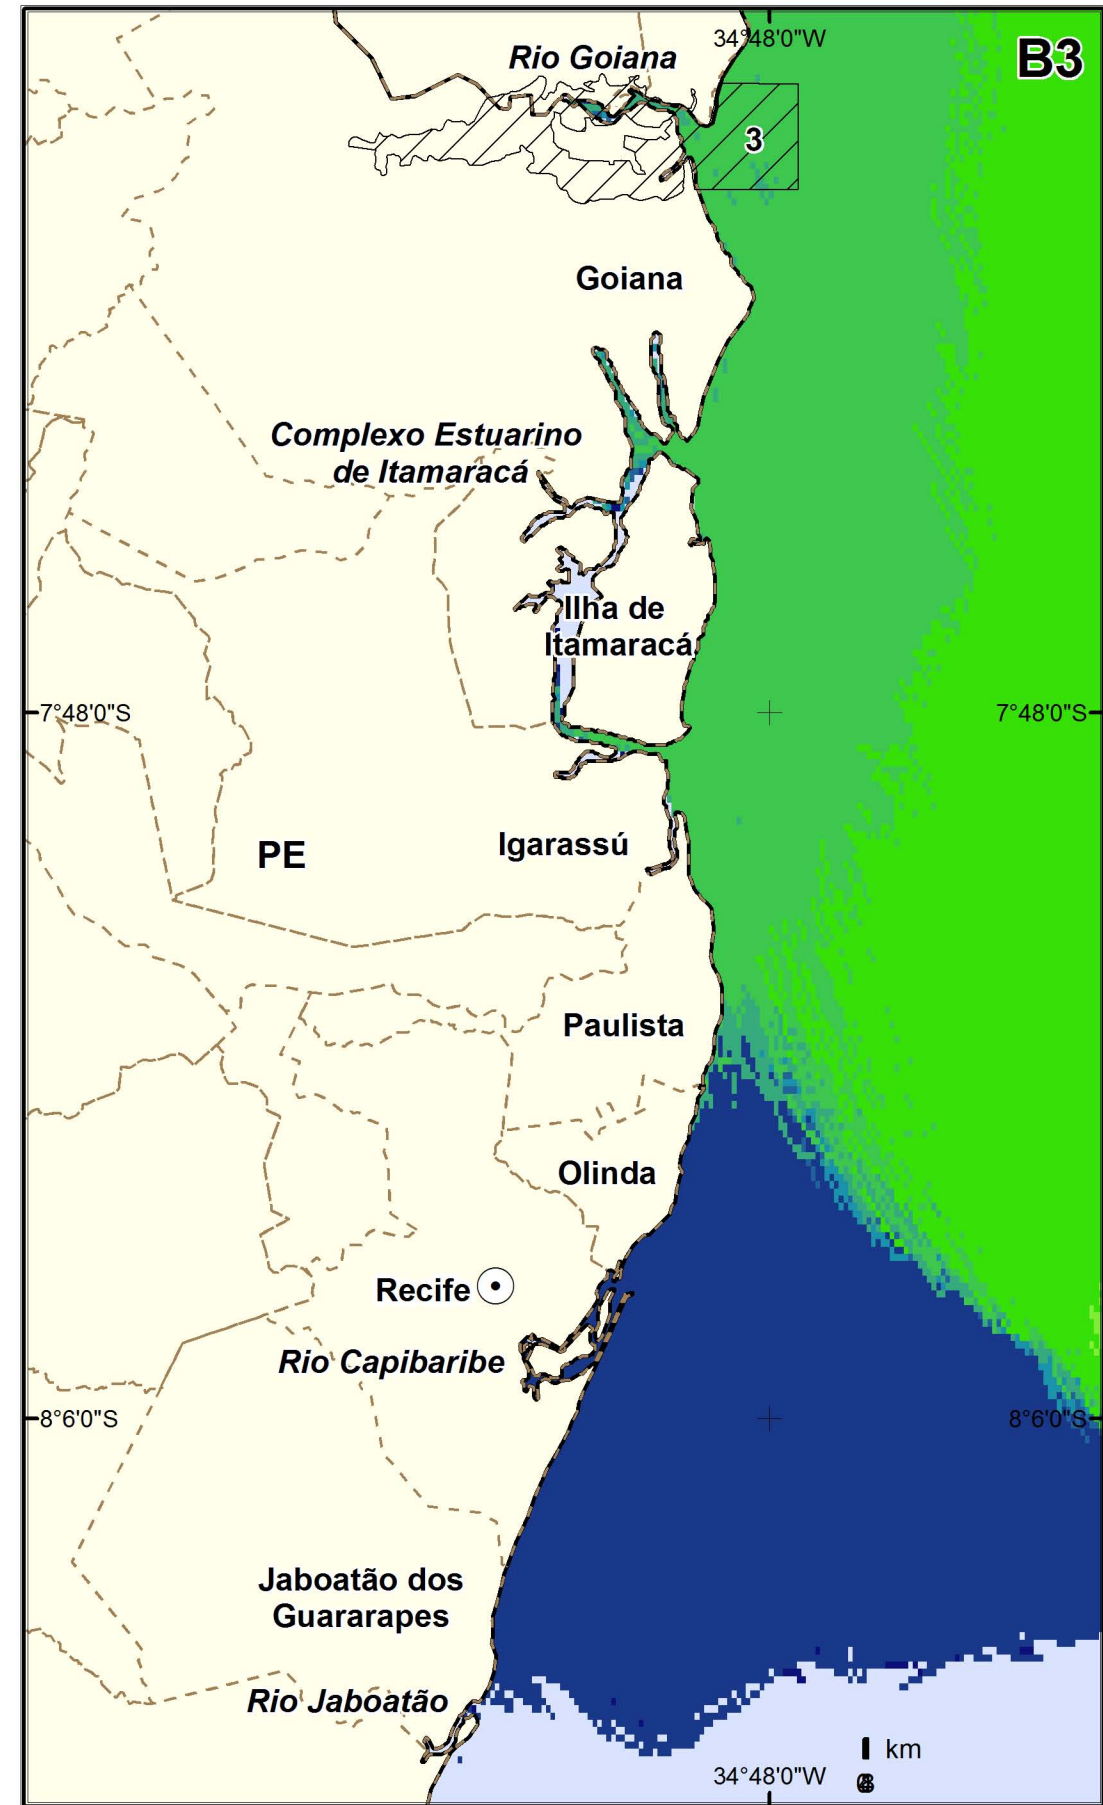 34°48'0"W
B3
Rio Goiana
3
Goiana
Complexo Estuarino
de Itamaracá
Ilha de
Itamaracá
7°48'0"S
7°48'0"S
Igarassú
PE
Paulista
Olinda
Recife
Rio Capibaribe
8°6'0"S
8°6'0"S
Jaboatão dos
Guararapes
Rio Jaboatão
km
34°48'0"W